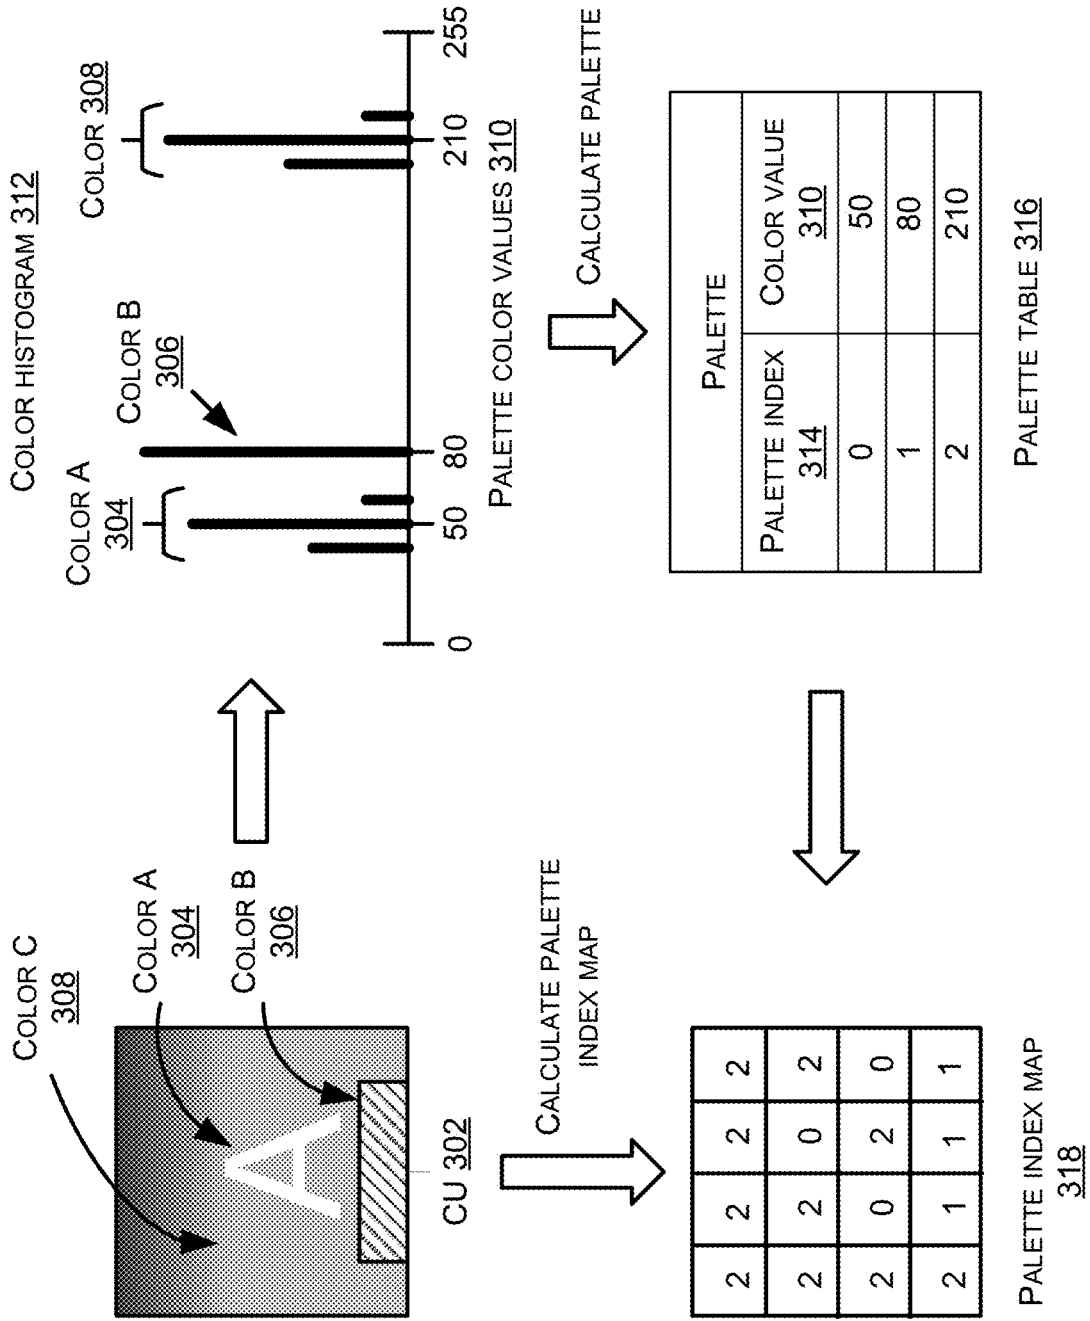 COLOR C
308
COLOR A
304
COLOR B
306
A
CU 302
COLOR HISTOGRAM 312
COLOR A
304
COLOR B
306
COLOR 308
0
50
80
210
255
PALETTE COLOR VALUES 310
CALCULATE PALETTE
INDEX MAP
CALCULATE PALETTE
2 2 2 2
2 2 0 2
2 0 2 0
2 1 1 1
PALETTE INDEX MAP
318
PALETTE
PALETTE INDEX
314
COLOR VALUE
310
0 50
1 80
2 210
PALETTE TABLE 316